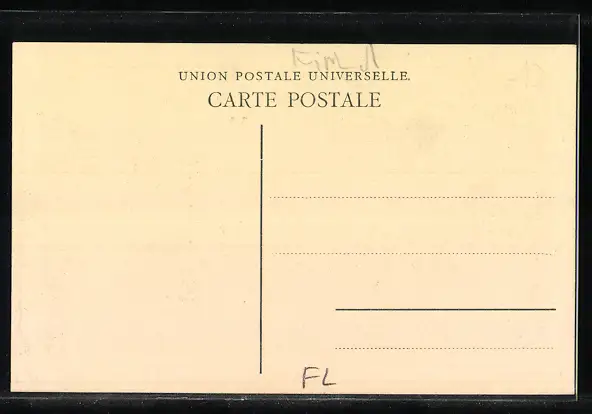 UNION POSTALE UNIVERSELLE.
CARTE POSTALE
FL